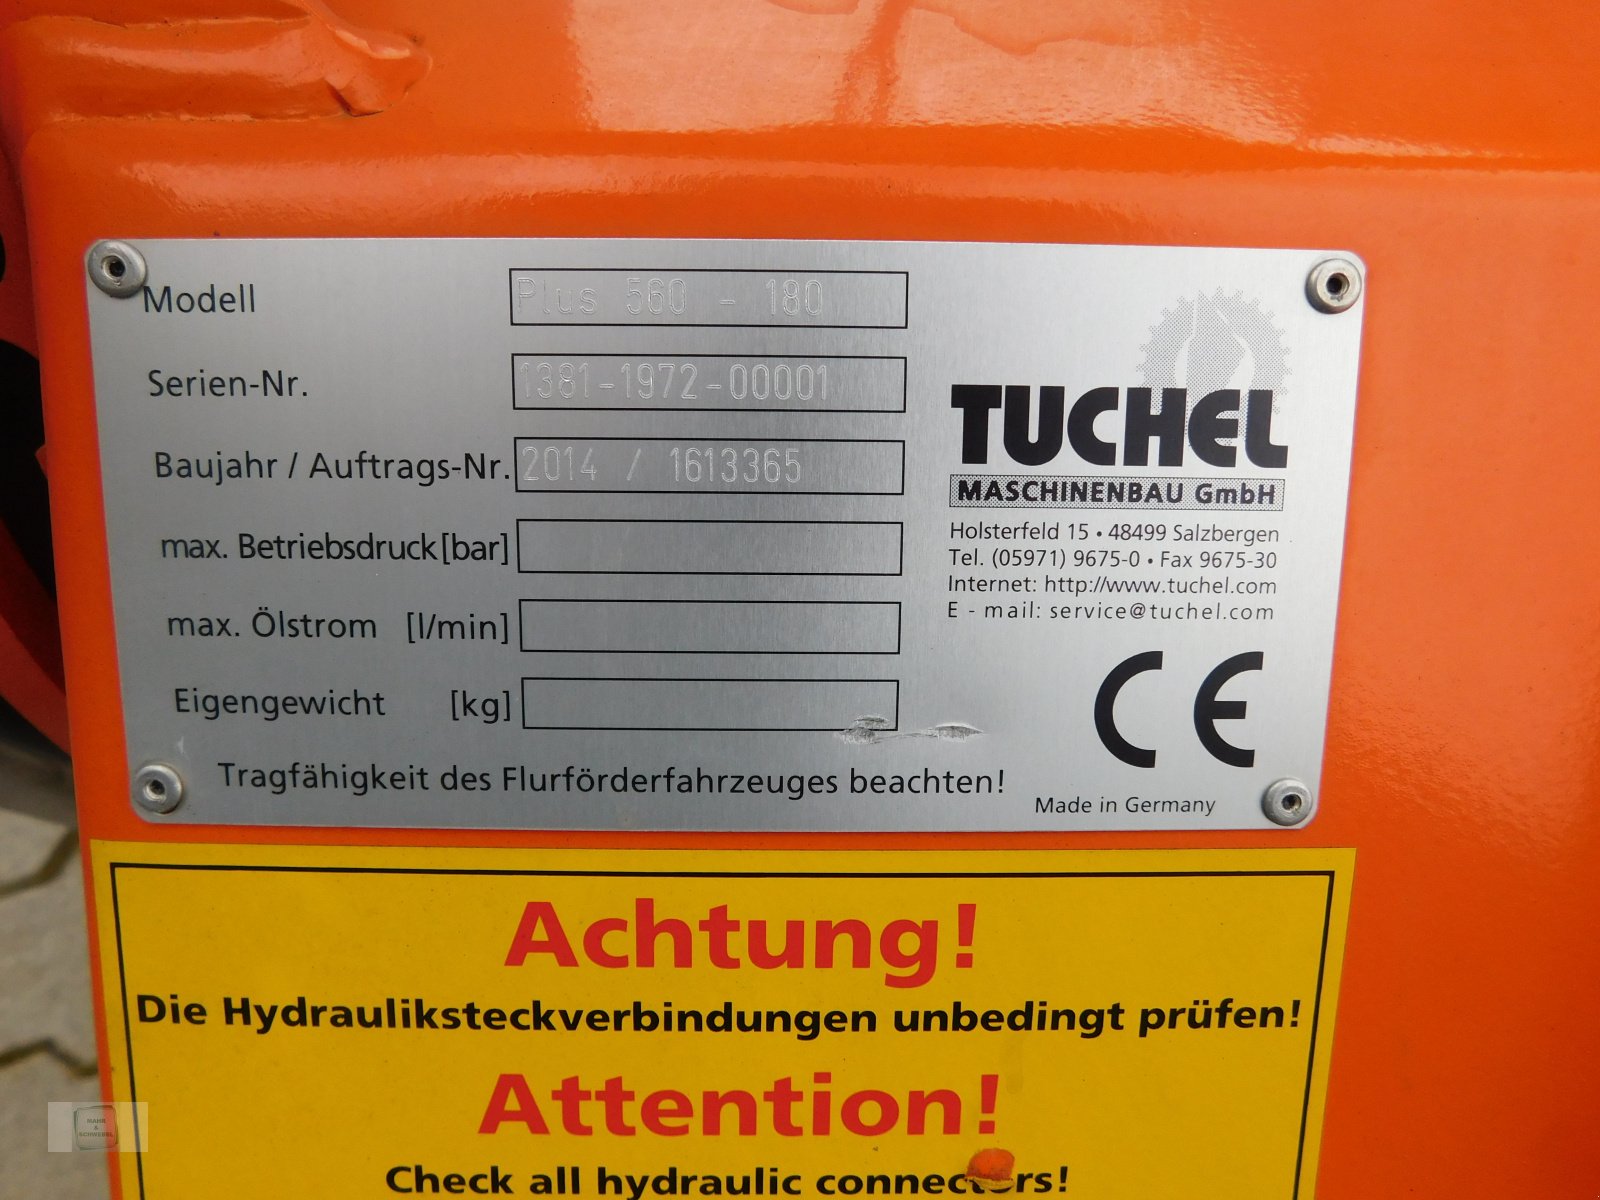 Modell Plus 560 - 180
Serien-Nr. 1381-1972-00001
Baujahr / Auftrags-Nr. 2014 / 1613365
max. Betriebsdruck [bar]
max. Ölstrom [l/min]
Eigengewicht [kg]
Tragfähigkeit des Flurförderfahrzeuges beachten!
TUCHEL
MASCHINENBAU GmbH
Holsterfeld 15 • 48499 Salzbergen
Tel. (05971) 9675-0 • Fax 9675-30
Internet: http://www.tuchel.com
E - mail: service@tuchel.com
CE
Made in Germany
Achtung!
Die Hydrauliksteckverbindungen unbedingt prüfen!
Attention!
Check all hydraulic connectors!
MAHR
&
SCHWEBEL